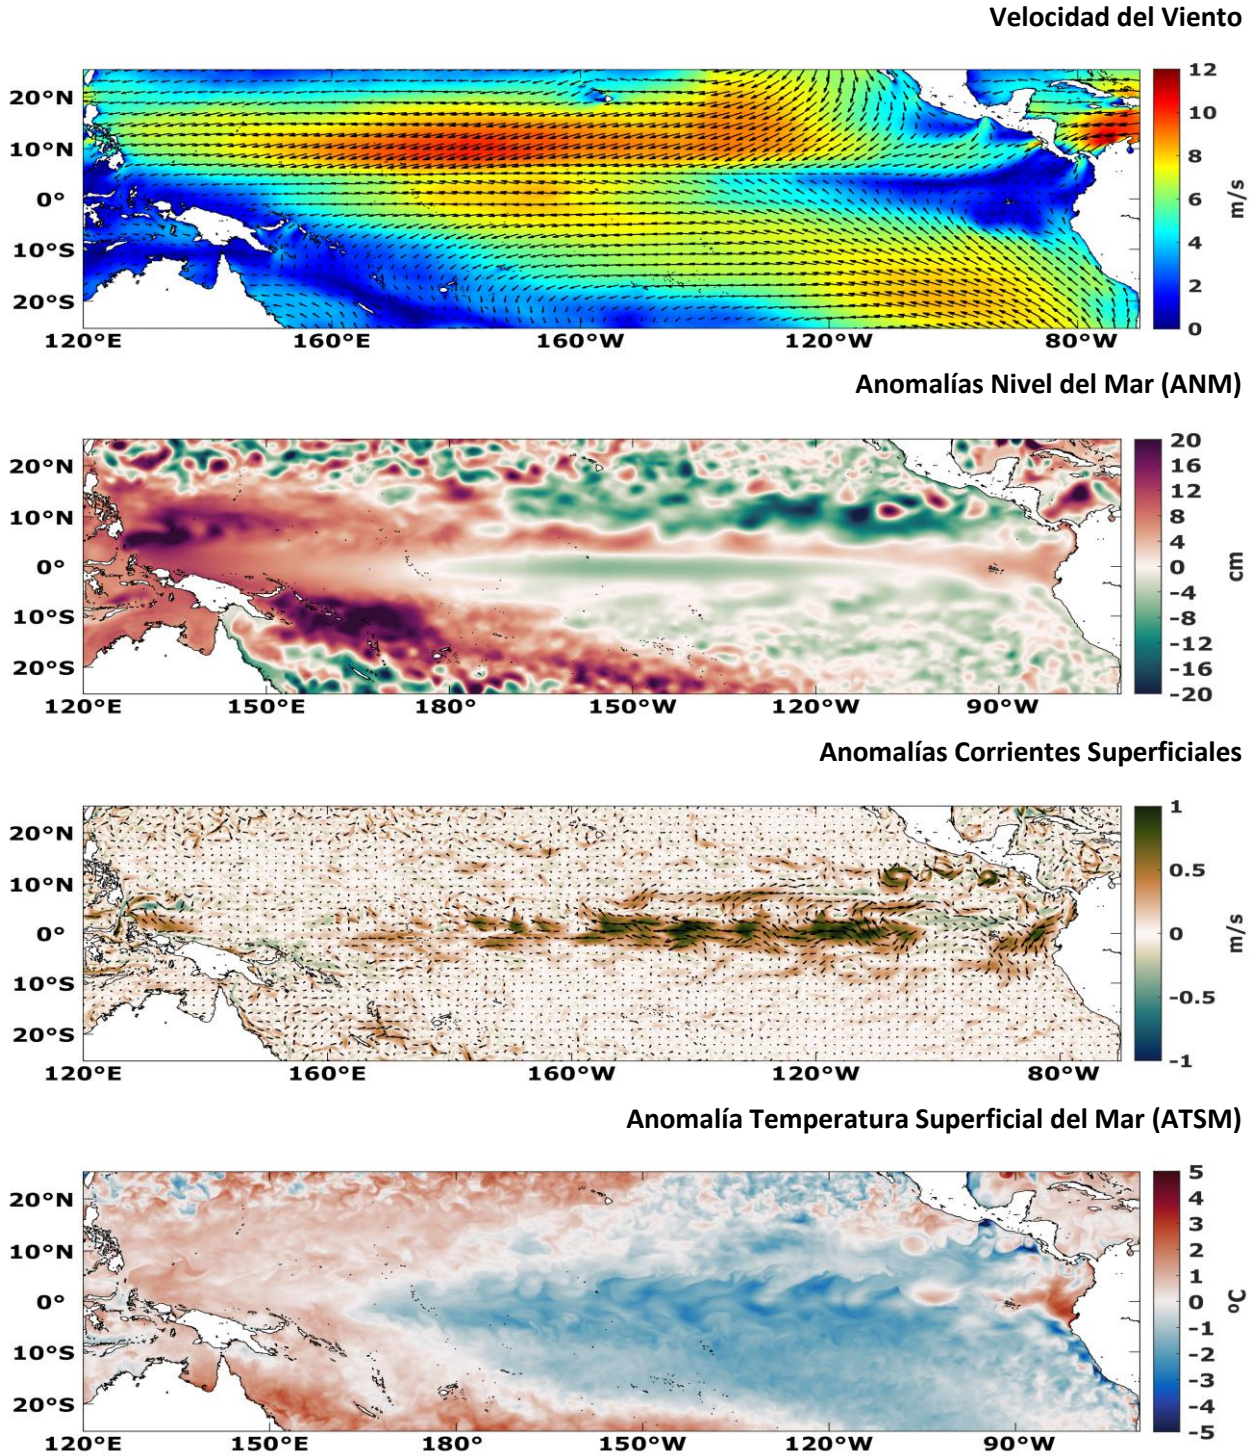 Velocidad del Viento
20°N
10°N
0°
10°S
20°S
120°E 160°E 160°W 120°W 80°W
12
10
8
6
4
2
0
m/s
Anomalías Nivel del Mar (ANM)
20°N
10°N
0°
10°S
20°S
120°E 150°E 180° 150°W 120°W 90°W
20
16
12
8
4
0
-4
-8
-12
-16
-20
cm
Anomalías Corrientes Superficiales
20°N
10°N
0°
10°S
20°S
120°E 160°E 160°W 120°W 80°W
1
0.5
0
-0.5
-1
m/s
Anomalía Temperatura Superficial del Mar (ATSM)
20°N
10°N
0°
10°S
20°S
120°E 150°E 180° 150°W 120°W 90°W
5
4
3
2
1
0
-1
-2
-3
-4
-5
ºC